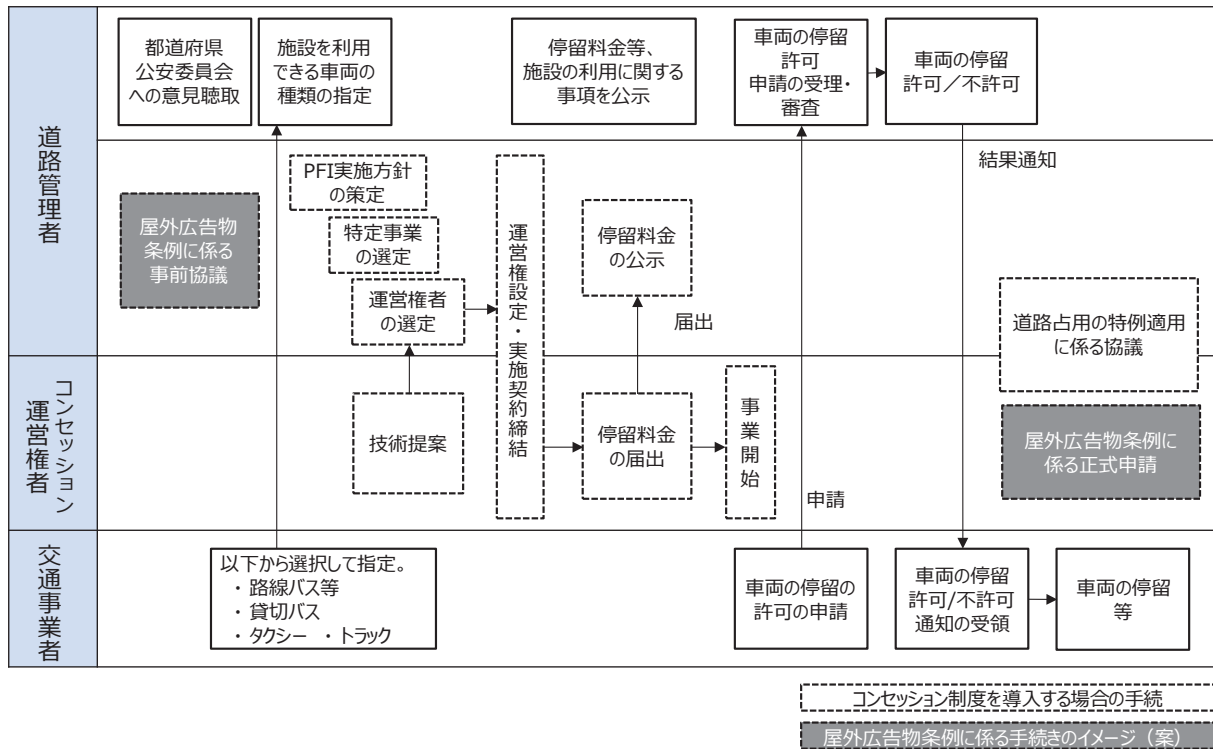 道路管理者
都道府県
公安委員会
への意見聴取
施設を利用
できる車両の
種類の指定
停留料金等、
施設の利用に関する
事項を公示
車両の停留
許可
申請の受理・
審査
車両の停留
許可／不許可
結果通知
屋外広告物
条例に係る
事前協議
PFI実施方針
の策定
特定事業
の選定
運営権者
の選定
運営権設定・実施契約締結
停留料金
の公示
届出
道路占用の特例適用
に係る協議
コンセッション
運営権者
技術提案
停留料金
の届出
事業開始
申請
屋外広告物条例に
係る正式申請
交通事業者
以下から選択して指定。
・路線バス等
・貸切バス
・タクシー ・トラック
車両の停留の
許可の申請
車両の停留
許可/不許可
通知の受領
車両の停留
等
コンセッション制度を導入する場合の手続
屋外広告物条例に係る手続きのイメージ（案）